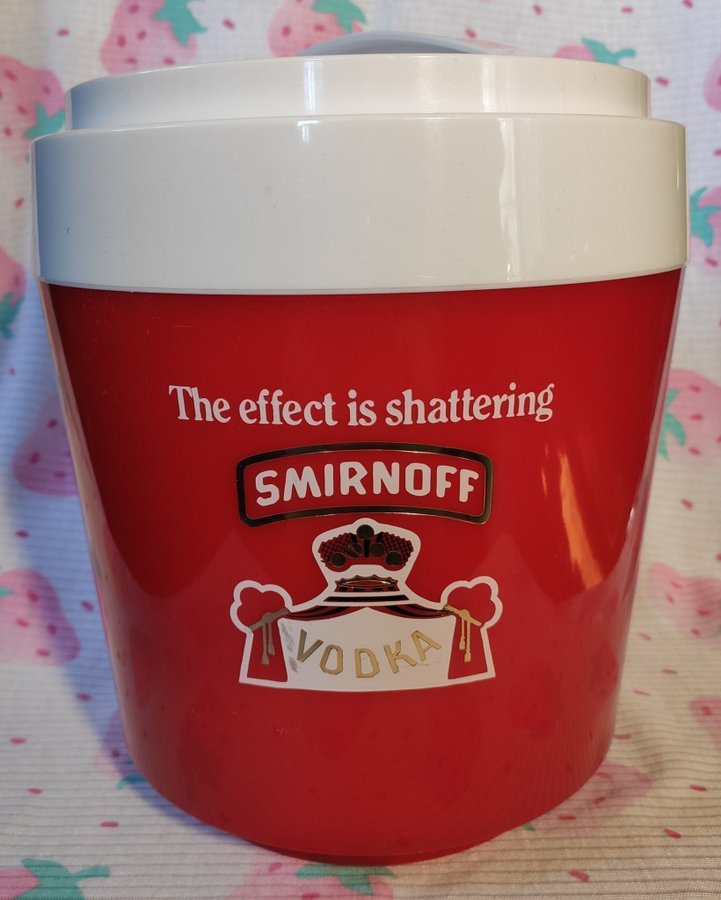 The effect is shattering
SMIRNOFF
VODKA